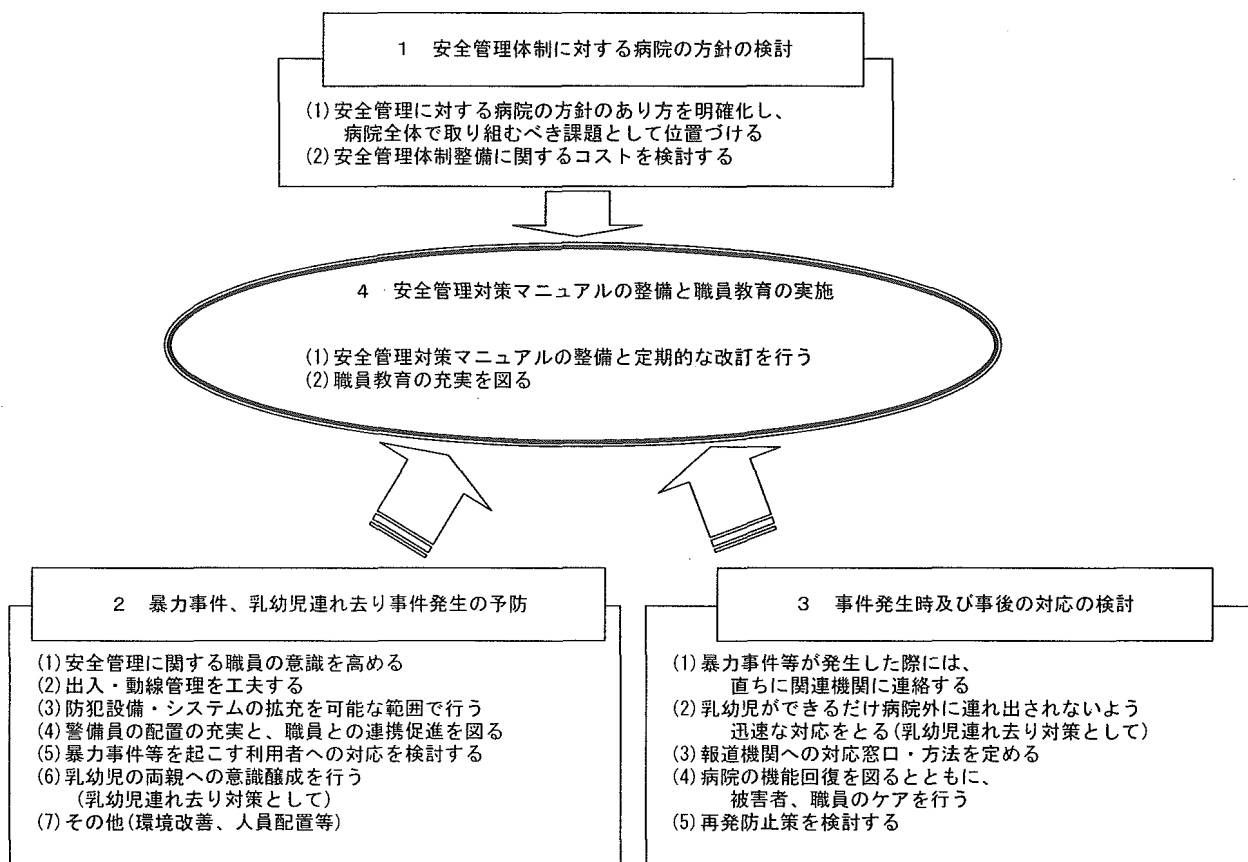 1 安全管理体制に対する病院の方針の検討
(1)安全管理に対する病院の方針のあり方を明確化し、
病院全体で取り組むべき課題として位置づける
(2)安全管理体制整備に関するコストを検討する
4 安全管理対策マニュアルの整備と職員教育の実施
(1)安全管理対策マニュアルの整備と定期的な改訂を行う
(2)職員教育の充実を図る
2 暴力事件、乳幼児連れ去り事件発生の予防
(1)安全管理に関する職員の意識を高める
(2)出入・動線管理を工夫する
(3)防犯設備・システムの拡充を可能な範囲で行う
(4)警備員の配置の充実と、職員との連携促進を図る
(5)暴力事件等を起こす利用者への対応を検討する
(6)乳幼児の両親への意識醸成を行う
(乳幼児連れ去り対策として)
(7)その他(環境改善、人員配置等)
3 事件発生時及び事後の対応の検討
(1)暴力事件等が発生した際には、
直ちに関連機関に連絡する
(2)乳幼児ができるだけ病院外に連れ出されないよう
迅速な対応をとる(乳幼児連れ去り対策として)
(3)報道機関への対応窓口・方法を定める
(4)病院の機能回復を図るとともに、
被害者、職員のケアを行う
(5)再発防止策を検討する